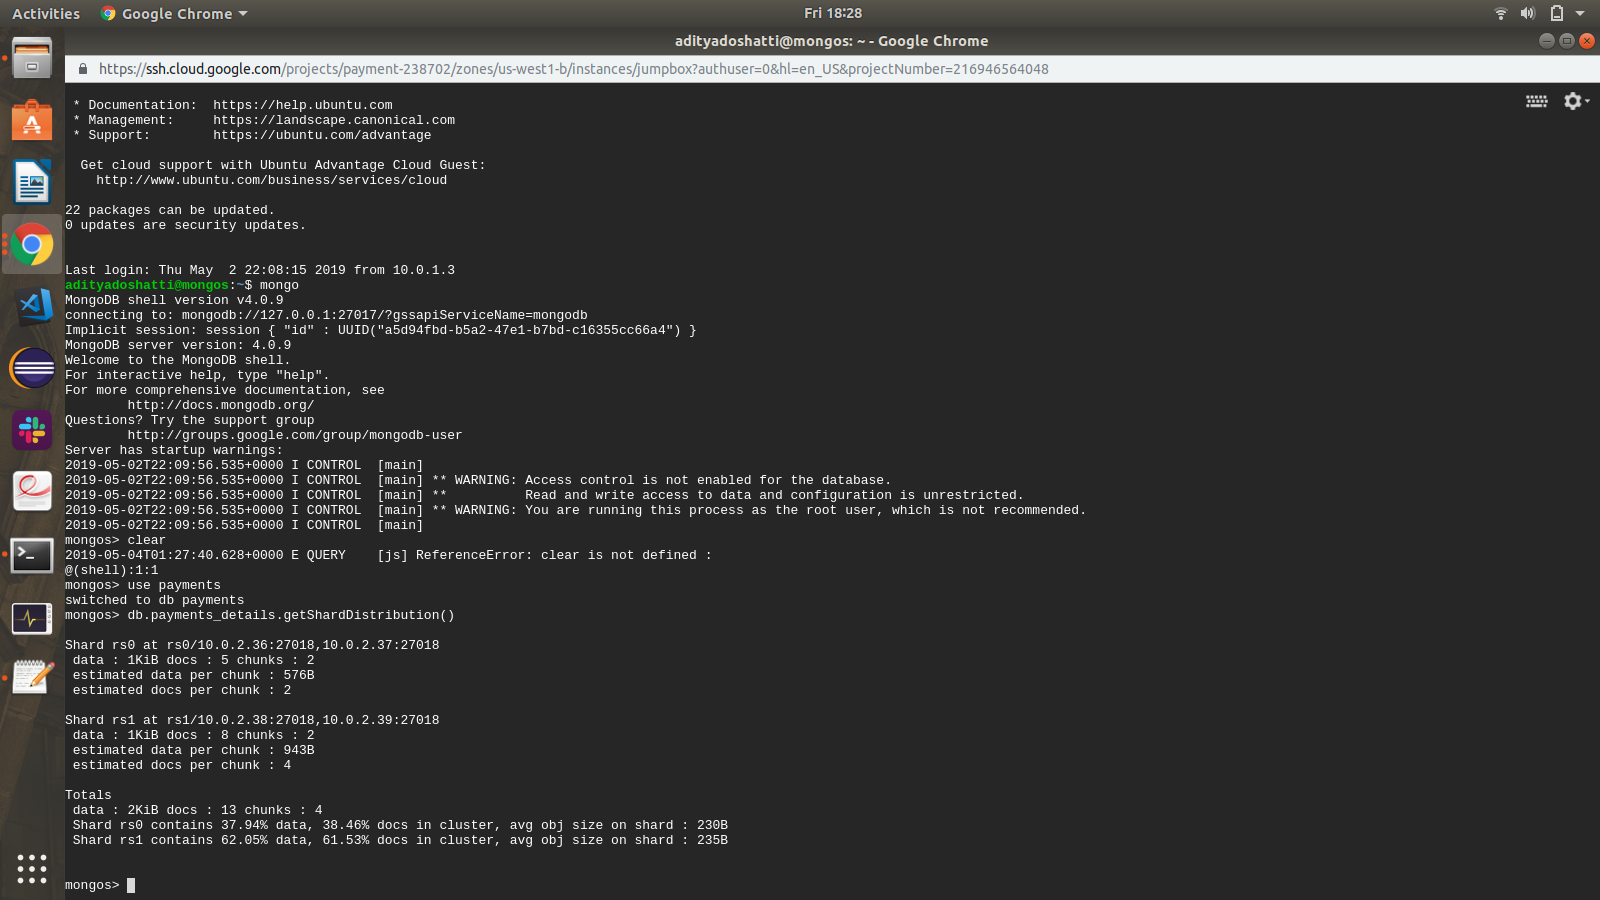 Activities
Google Chrome
Fri 18:28
adityadoshatti@mongos: ~ - Google Chrome
https://ssh.cloud.google.com/projects/payment-238702/zones/us-west1-b/instances/jumpbox?authuser=0&hl=en_US&projectNumber=216946564048
* Documentation:  https://help.ubuntu.com
* Management:     https://landscape.canonical.com
* Support:        https://ubuntu.com/advantage
Get cloud support with Ubuntu Advantage Cloud Guest:
http://www.ubuntu.com/business/services/cloud
22 packages can be updated.
0 updates are security updates.
Last login: Thu May  2 22:08:15 2019 from 10.0.1.3
adityadoshatti@mongos:~$ mongo
MongoDB shell version v4.0.9
connecting to: mongodb://127.0.0.1:27017/?gssapiServiceName=mongodb
Implicit session: session { "id" : UUID("a5d94fbd-b5a2-47e1-b7bd-c16355cc66a4") }
MongoDB server version: 4.0.9
Welcome to the MongoDB shell.
For interactive help, type "help".
For more comprehensive documentation, see
http://docs.mongodb.org/
Questions? Try the support group
http://groups.google.com/group/mongodb-user
Server has startup warnings:
2019-05-02T22:09:56.535+0000 I CONTROL  [main]
2019-05-02T22:09:56.535+0000 I CONTROL  [main] ** WARNING: Access control is not enabled for the database.
2019-05-02T22:09:56.535+0000 I CONTROL  [main] **          Read and write access to data and configuration is unrestricted.
2019-05-02T22:09:56.535+0000 I CONTROL  [main] ** WARNING: You are running this process as the root user, which is not recommended.
2019-05-02T22:09:56.535+0000 I CONTROL  [main]
mongos> clear
2019-05-04T01:27:40.628+0000 E QUERY    [js] ReferenceError: clear is not defined :
@(shell):1:1
mongos> use payments
switched to db payments
mongos> db.payments_details.getShardDistribution()
Shard rs0 at rs0/10.0.2.36:27018,10.0.2.37:27018
data : 1KiB docs : 5 chunks : 2
estimated data per chunk : 576B
estimated docs per chunk : 2
Shard rs1 at rs1/10.0.2.38:27018,10.0.2.39:27018
data : 1KiB docs : 8 chunks : 2
estimated data per chunk : 943B
estimated docs per chunk : 4
Totals
data : 2KiB docs : 13 chunks : 4
Shard rs0 contains 37.94% data, 38.46% docs in cluster, avg obj size on shard : 230B
Shard rs1 contains 62.05% data, 61.53% docs in cluster, avg obj size on shard : 235B
mongos>